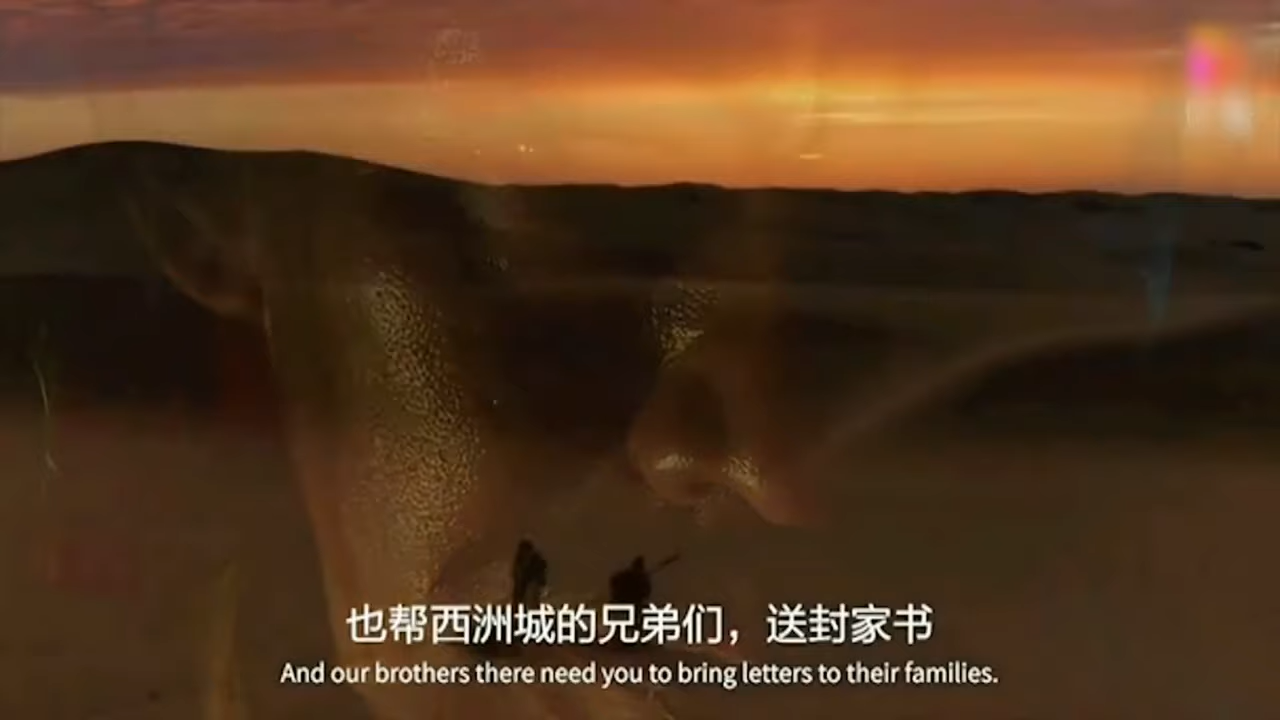 也帮西洲城的兄弟们，送封家书
And our brothers there need you to bring letters to their families.